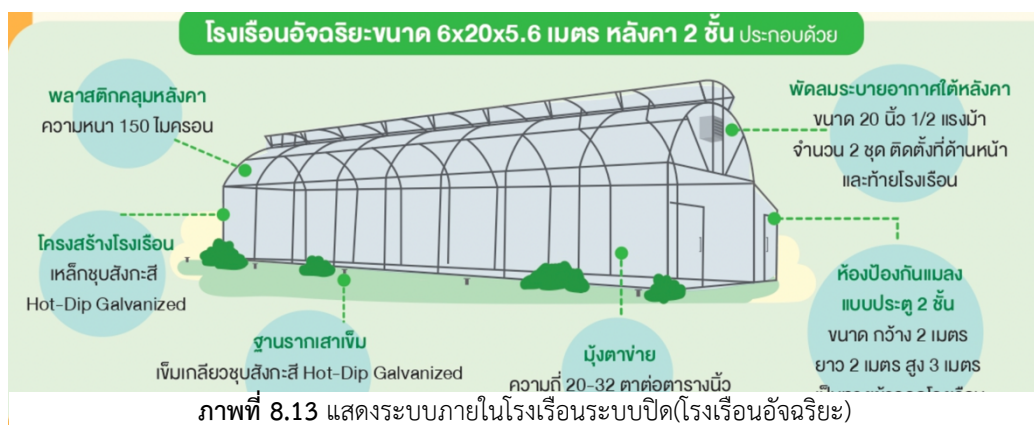 โรงเรือนอัจฉริยะขนาด 6x20x5.6 เมตร หลังคา 2 ชั้น ประกอบด้วย
พลาสติกคลุมหลังคา
ความหนา 150 ไมครอน
พัดลมระบายอากาศใต้หลังคา
ขนาด 20 นิ้ว 1/2 แรงม้า
จำนวน 2 ชุด ติดตั้งที่ด้านหน้า
และท้ายโรงเรือน
โครงสร้างโรงเรือน
เหล็กชุบสังกะสี
Hot-Dip Galvanized
ห้องป้องกันแมลง
แบบประตู 2 ชั้น
ขนาด กว้าง 2 เมตร
ยาว 2 เมตร สูง 3 เมตร
ฐานรากเสาเข็ม
เข็มเกลียวชุบสังกะสี Hot-Dip Galvanized
มุ้งตาข่าย
ความถี่ 20-32 ตาต่อตารางนิ้ว
ภาพที่ 8.13 แสดงระบบภายในโรงเรือนระบบปิด(โรงเรือนอัจฉริยะ)